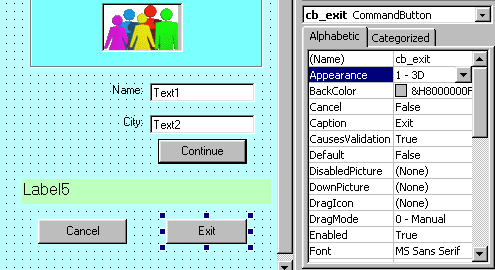 Name: Text1
City: Text2
Continue
Label5
Cancel Exit
cb_exit CommandButton
Alphabetic Categorized
(Name) cb_exit
Appearance 1 - 3D
BackColor &H8000000F
Cancel False
Caption Exit
CausesValidation True
Default False
DisabledPicture (None)
DownPicture (None)
DragIcon (None)
DragMode 0 - Manual
Enabled True
Font MS Sans Serif